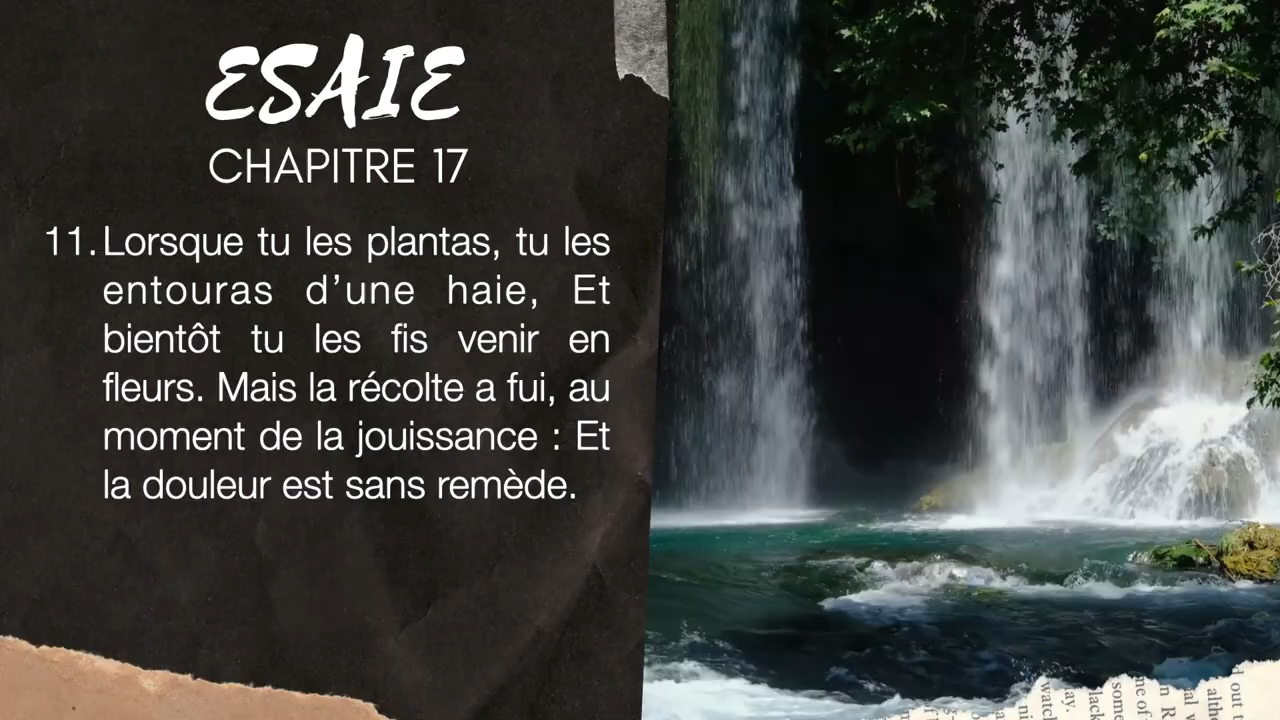 ESAIE
CHAPITRE 17
11. Lorsque tu les plantas, tu les
entouras d’une haie, Et
bientôt tu les fis venir en
fleurs. Mais la récolte a fui, au
moment de la jouissance : Et
la douleur est sans remède.